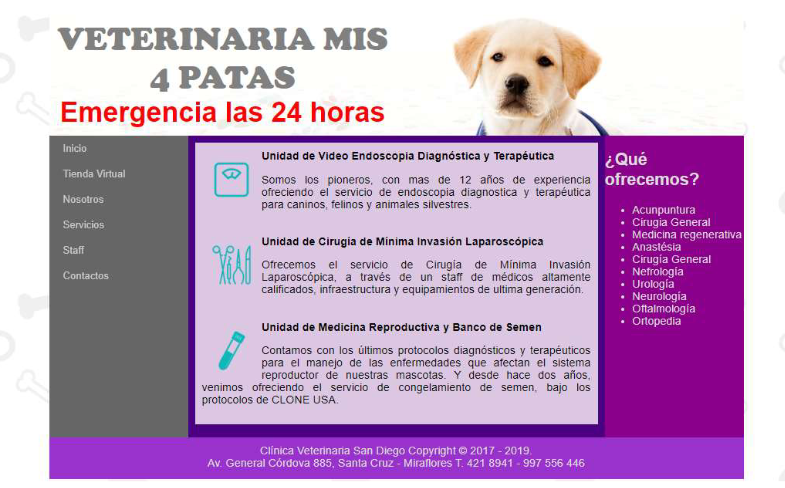 VETERINARIA MIS
4 PATAS
Emergencia las 24 horas
Inicio
Tienda Virtual
Nosotros
Servicios
Staff
Contactos
Unidad de Video Endoscopia Diagnóstica y Terapéutica
Somos los pioneros, con mas de 12 años de experiencia
ofreciendo el servicio de endoscopia diagnostica y terapéutica
para caninos, felinos y animales silvestres.
Unidad de Cirugía de Mínima Invasión Laparoscópica
Ofrecemos el servicio de Cirugía de Mínima Invasión
Laparoscópica, a través de un staff de médicos altamente
calificados, infraestructura y equipamientos de ultima generación.
Unidad de Medicina Reproductiva y Banco de Semen
Contamos con los últimos protocolos diagnósticos y terapéuticos
para el manejo de las enfermedades que afectan el sistema
reproductor de nuestras mascotas. Y desde hace dos años,
venimos ofreciendo el servicio de congelamiento de semen, bajo los
protocolos de CLONE USA.
¿Qué
ofrecemos?
• Acunpuntura
• Cirugía General
• Medicina regenerativa
• Anastésia
• Cirugía General
• Nefrología
• Urología
• Neurología
• Oftalmología
• Ortopedia
Clínica Veterinaria San Diego Copyright © 2017 - 2019.
Av. General Córdova 885, Santa Cruz - Miraflores T. 421 8941 - 997 556 446